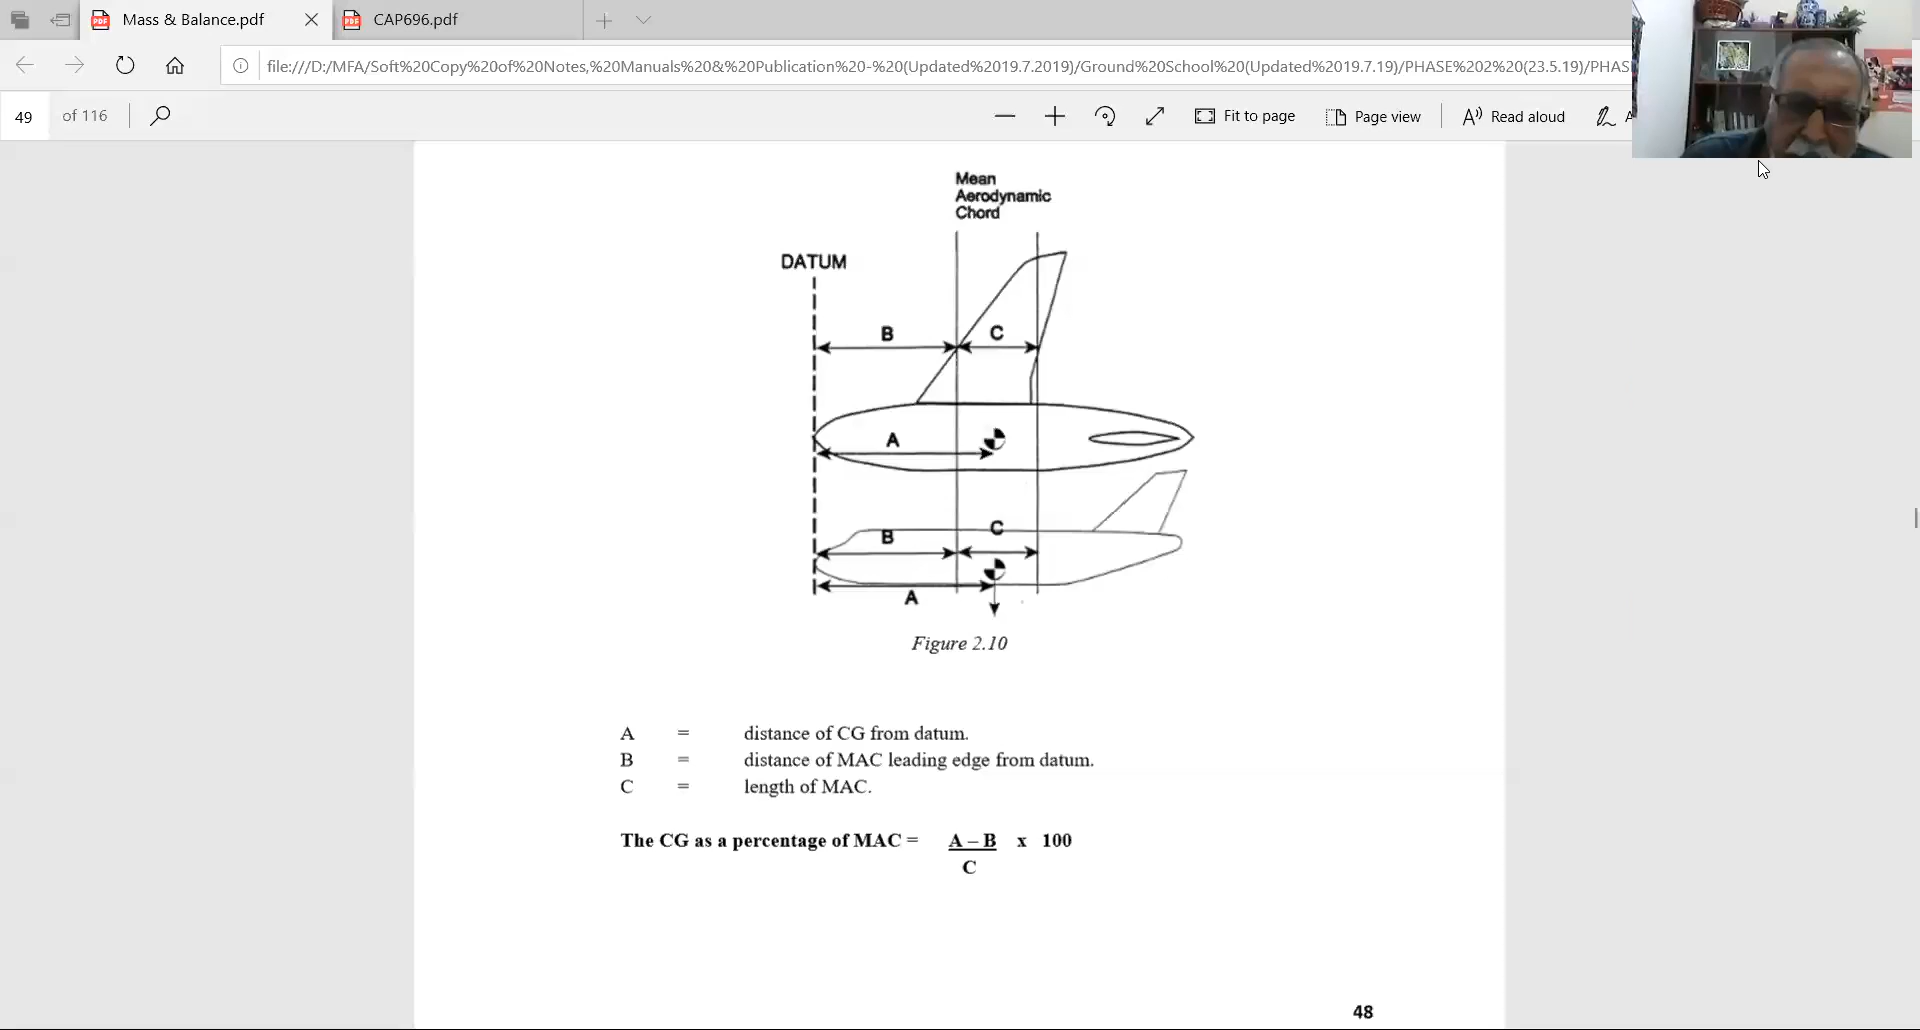 Mass & Balance.pdf
CAP696.pdf
file:///D:/MFA/Soft%20Copy%20of%20Notes,%20Manuals%20&%20Publication%20-%20(Updated%2019.7.2019)/Ground%20School%20(Updated%2019.7.19)/PHASE%202%20(23.5.19)/PHAS
49 of 116
Fit to page
Page view
Read aloud
Mean
Aerodynamic
Chord
DATUM
B C
A
C
B
A
Figure 2.10
A = distance of CG from datum.
B = distance of MAC leading edge from datum.
C = length of MAC.
The CG as a percentage of MAC = A – B x 100
C
48